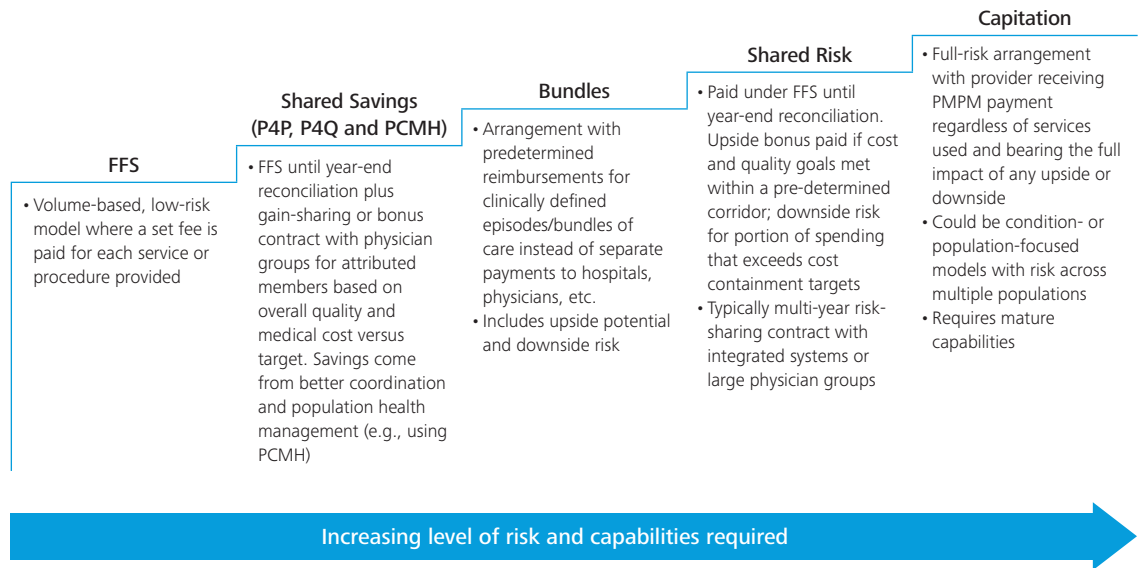 FFS
• Volume-based, low-risk
model where a set fee is
paid for each service or
procedure provided
Shared Savings
(P4P, P4Q and PCMH)
• FFS until year-end
reconciliation plus
gain-sharing or bonus
contract with physician
groups for attributed
members based on
overall quality and
medical cost versus
target. Savings come
from better coordination
and population health
management (e.g., using
PCMH)
Bundles
• Arrangement with
predetermined
reimbursements for
clinically defined
episodes/bundles of
care instead of separate
payments to hospitals,
physicians, etc.
• Includes upside potential
and downside risk
Shared Risk
• Paid under FFS until
year-end reconciliation.
Upside bonus paid if cost
and quality goals met
within a pre-determined
corridor; downside risk
for portion of spending
that exceeds cost
containment targets
• Typically multi-year risk-
sharing contract with
integrated systems or
large physician groups
Capitation
• Full-risk arrangement
with provider receiving
PMPM payment
regardless of services
used and bearing the full
impact of any upside or
downside
• Could be condition- or
population-focused
models with risk across
multiple populations
• Requires mature
capabilities
Increasing level of risk and capabilities required